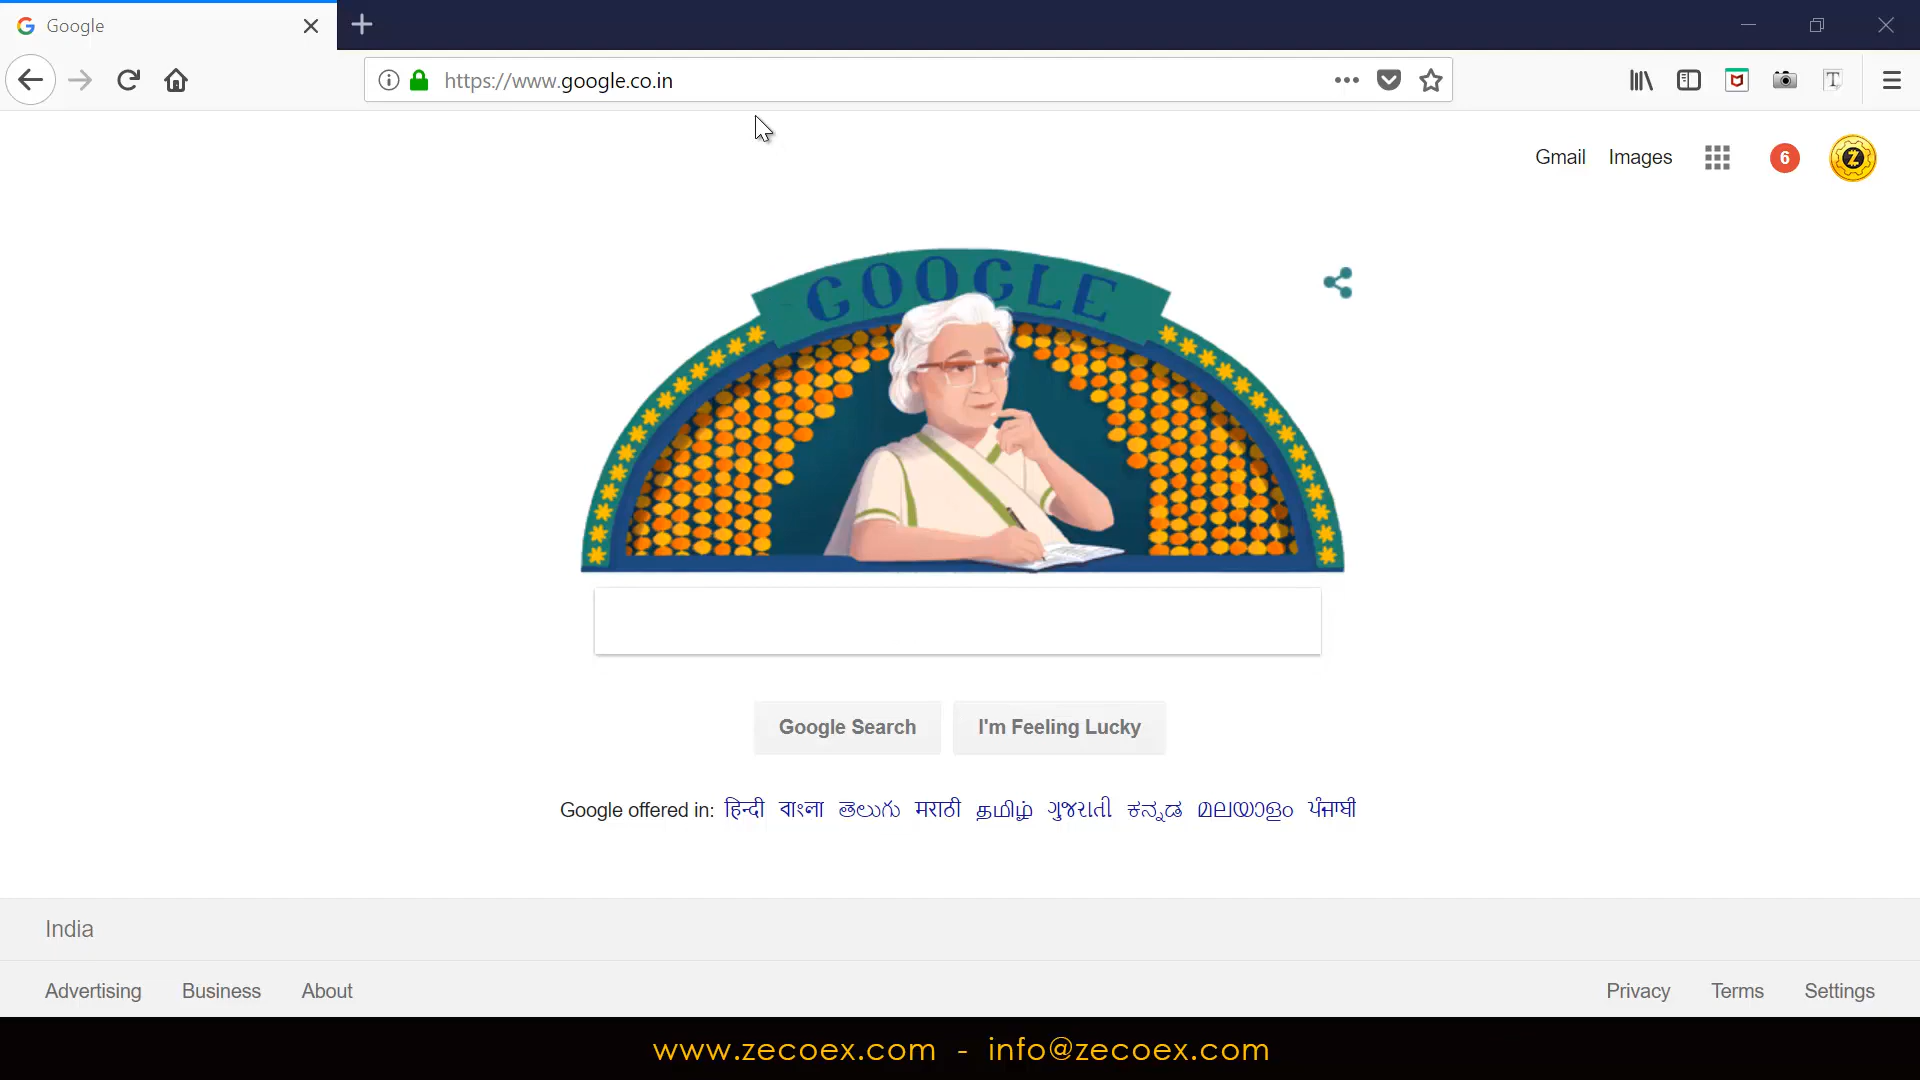 Google
https://www.google.co.in
Gmail Images 6
GOOGLE
Google Search I'm Feeling Lucky
Google offered in: हिन्दी বাংলা తెలుగు मराठी தமிழ் ગુજરાતી ಕನ್ನಡ മലയാളം ਪੰਜਾਬੀ
India
Advertising Business About Privacy Terms Settings
www.zecoex.com - info@zecoex.com